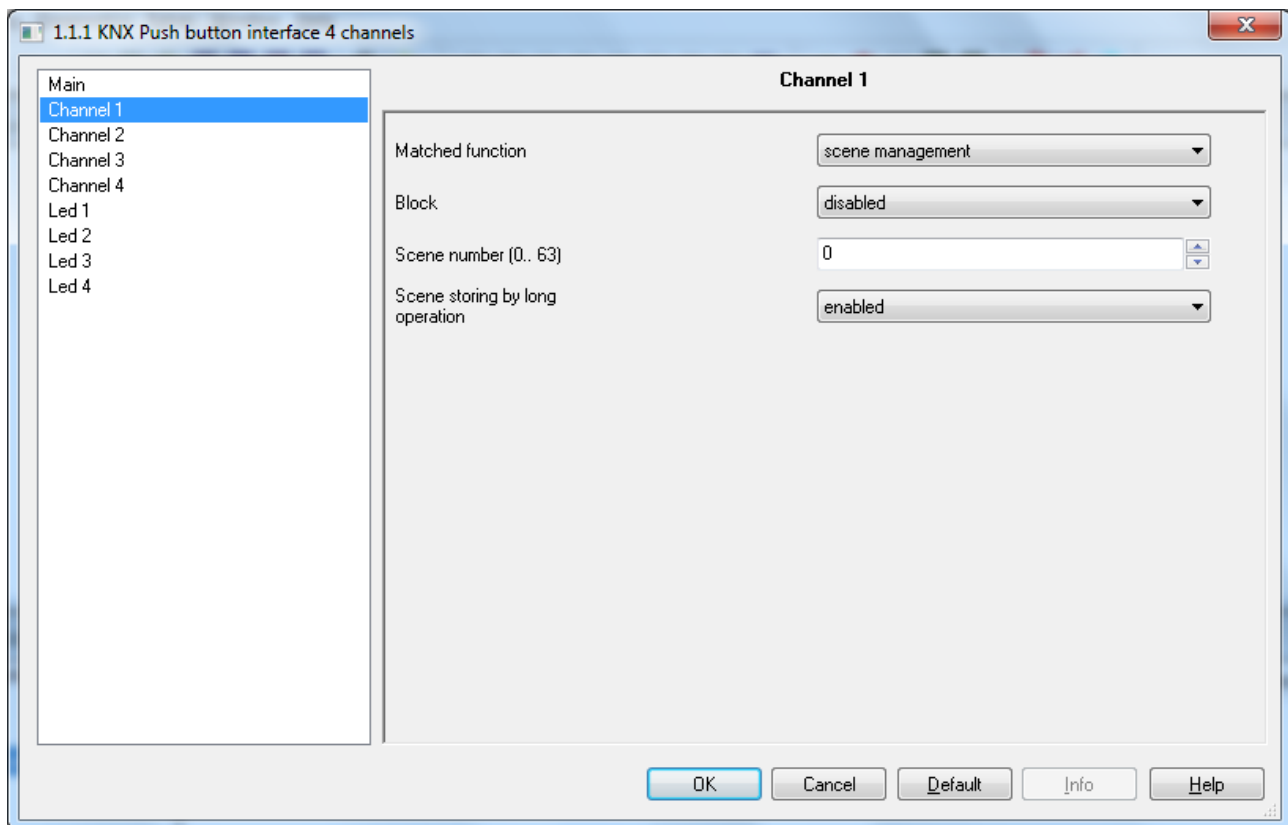 1.1.1 KNX Push button interface 4 channels
Main
Channel 1
Channel 2
Channel 3
Channel 4
Led 1
Led 2
Led 3
Led 4
Channel 1
Matched function
scene management
Block
disabled
Scene number (0.. 63)
0
Scene storing by long
operation
enabled
OK
Cancel
Default
Info
Help